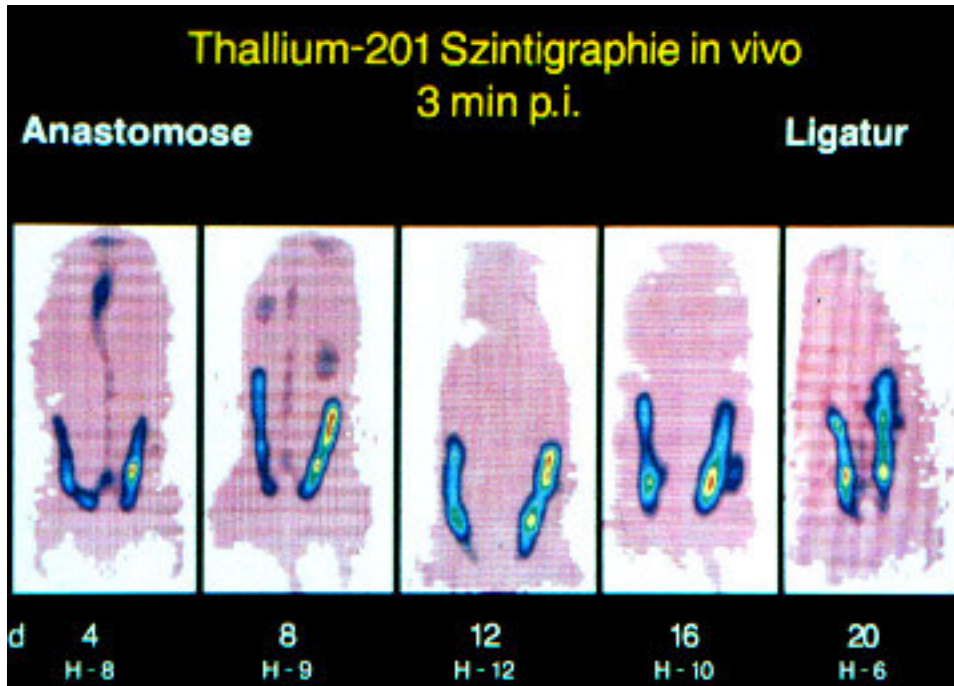 Thallium-201 Szintigraphie in vivo
3 min p.i.
Anastomose Ligatur
d 4 8 12 16 20
H - 8 H - 9 H - 12 H - 10 H - 6